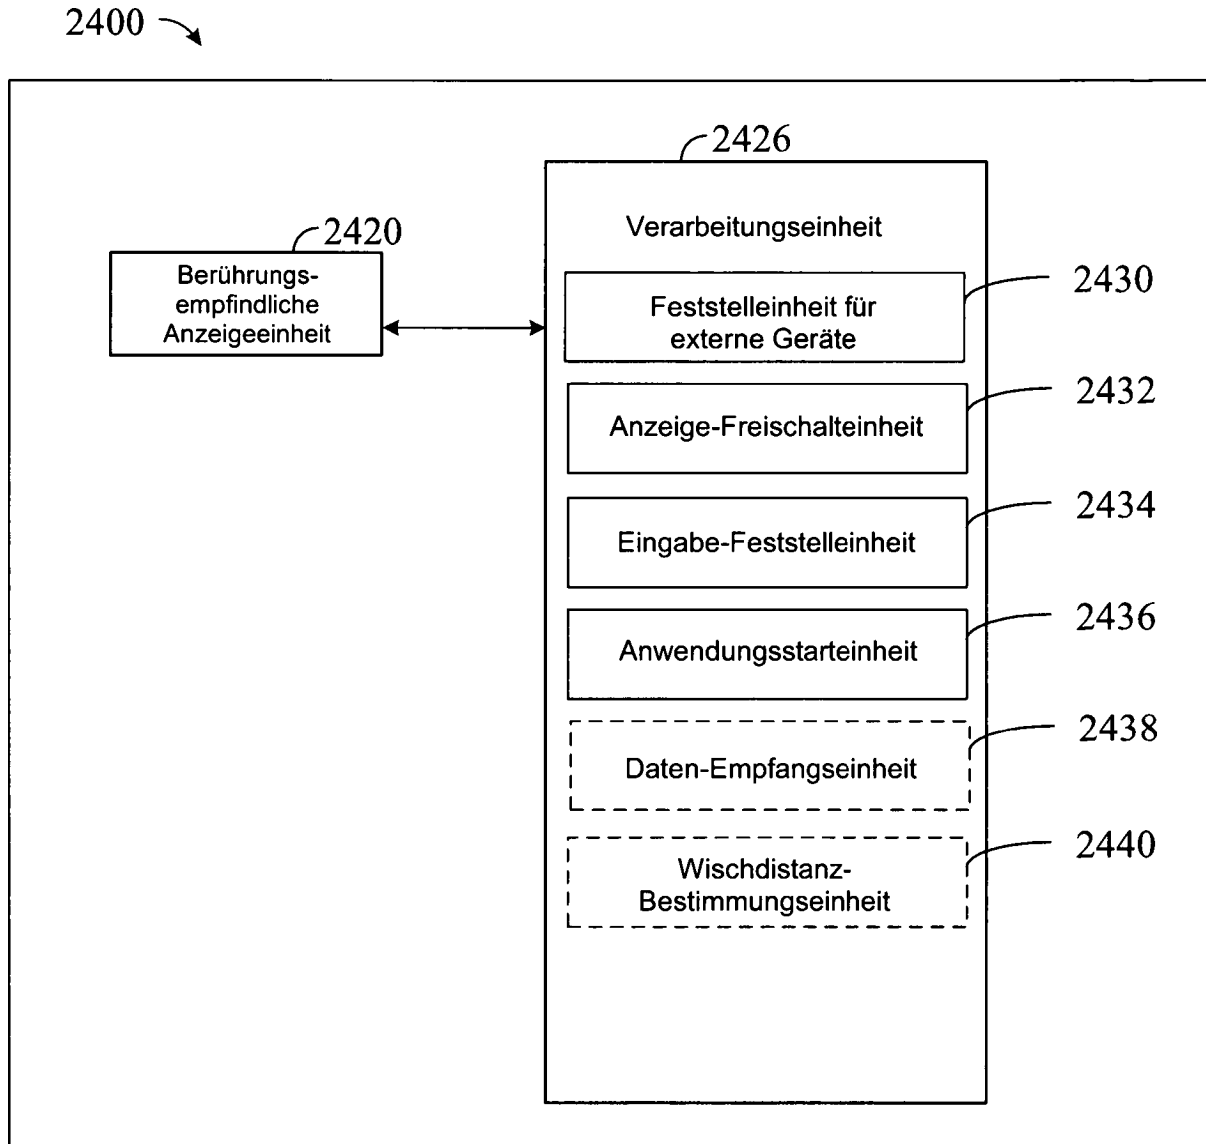 2400
2426
Verarbeitungseinheit
2420
Berührungs-
empfindliche
Anzeigeeinheit
2430
Feststelleinheit für
externe Geräte
2432
Anzeige-Freischalteinheit
2434
Eingabe-Feststelleinheit
2436
Anwendungsstarteinheit
2438
Daten-Empfangseinheit
2440
Wischdistanz-
Bestimmungseinheit